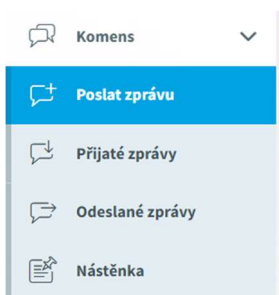 Komens
Poslat zprávu
Přijaté zprávy
Odeslané zprávy
Nástěnka